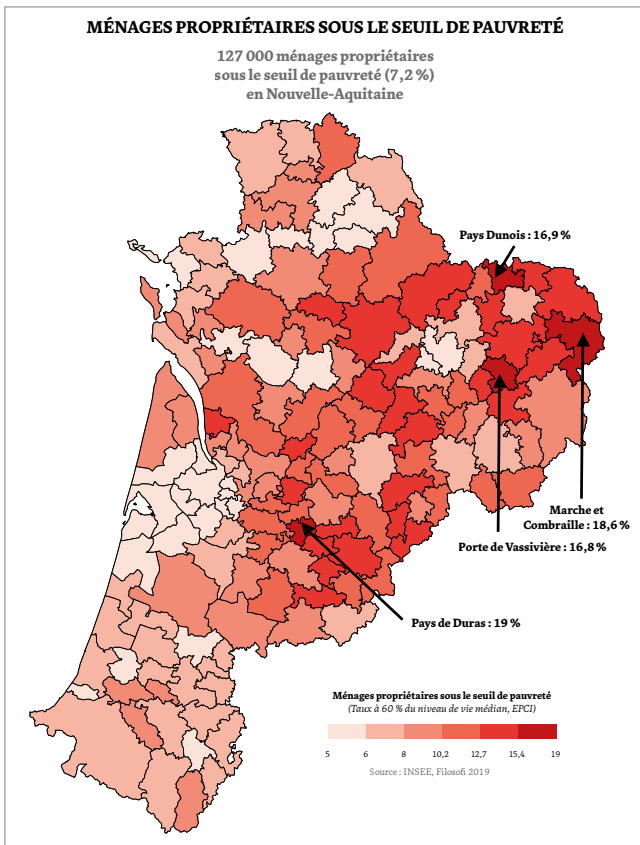 MÉNAGES PROPRIÉTAIRES SOUS LE SEUIL DE PAUVRETÉ
127 000 ménages propriétaires
sous le seuil de pauvreté (7,2 %)
en Nouvelle-Aquitaine
Pays Dunois : 16,9 %
Marche et
Combraille : 18,6 %
Porte de Vassivière : 16,8 %
Pays de Duras : 19 %
Ménages propriétaires sous le seuil de pauvreté
(Taux à 60 % du niveau de vie médian, EPCI)
5 6 8 10,2 12,7 15,4 19
Source : INSEE, Filosofi 2019